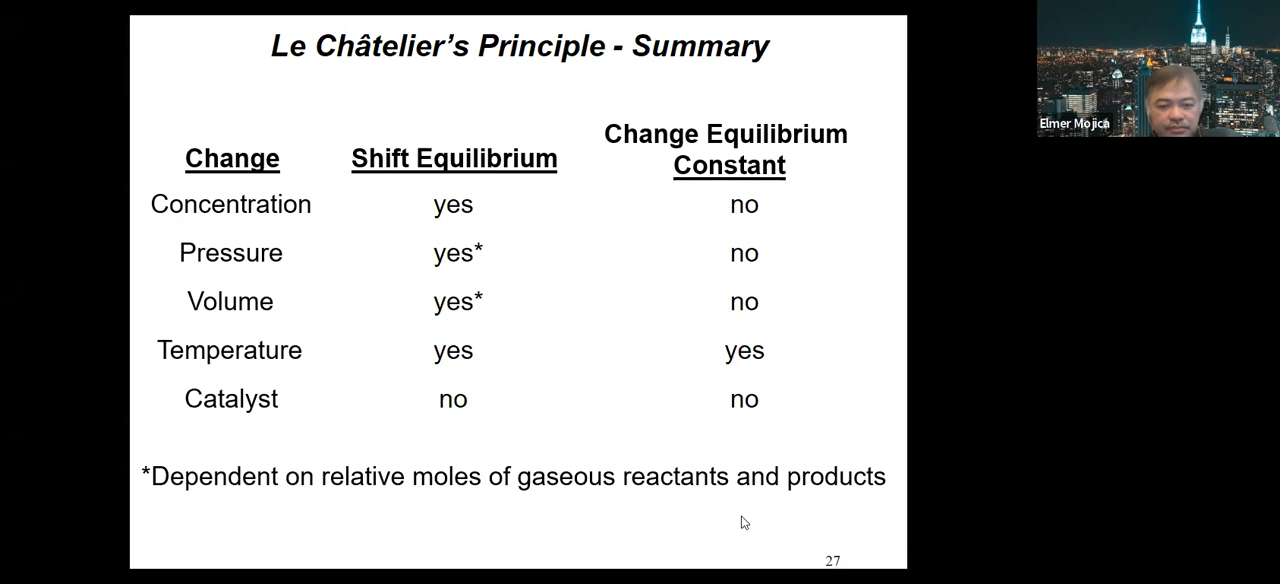 Le Châtelier’s Principle - Summary
Change Equilibrium
Change Shift Equilibrium Constant
Concentration yes no
Pressure yes* no
Volume yes* no
Temperature yes yes
Catalyst no no
*Dependent on relative moles of gaseous reactants and products
27
Elmer Mojica